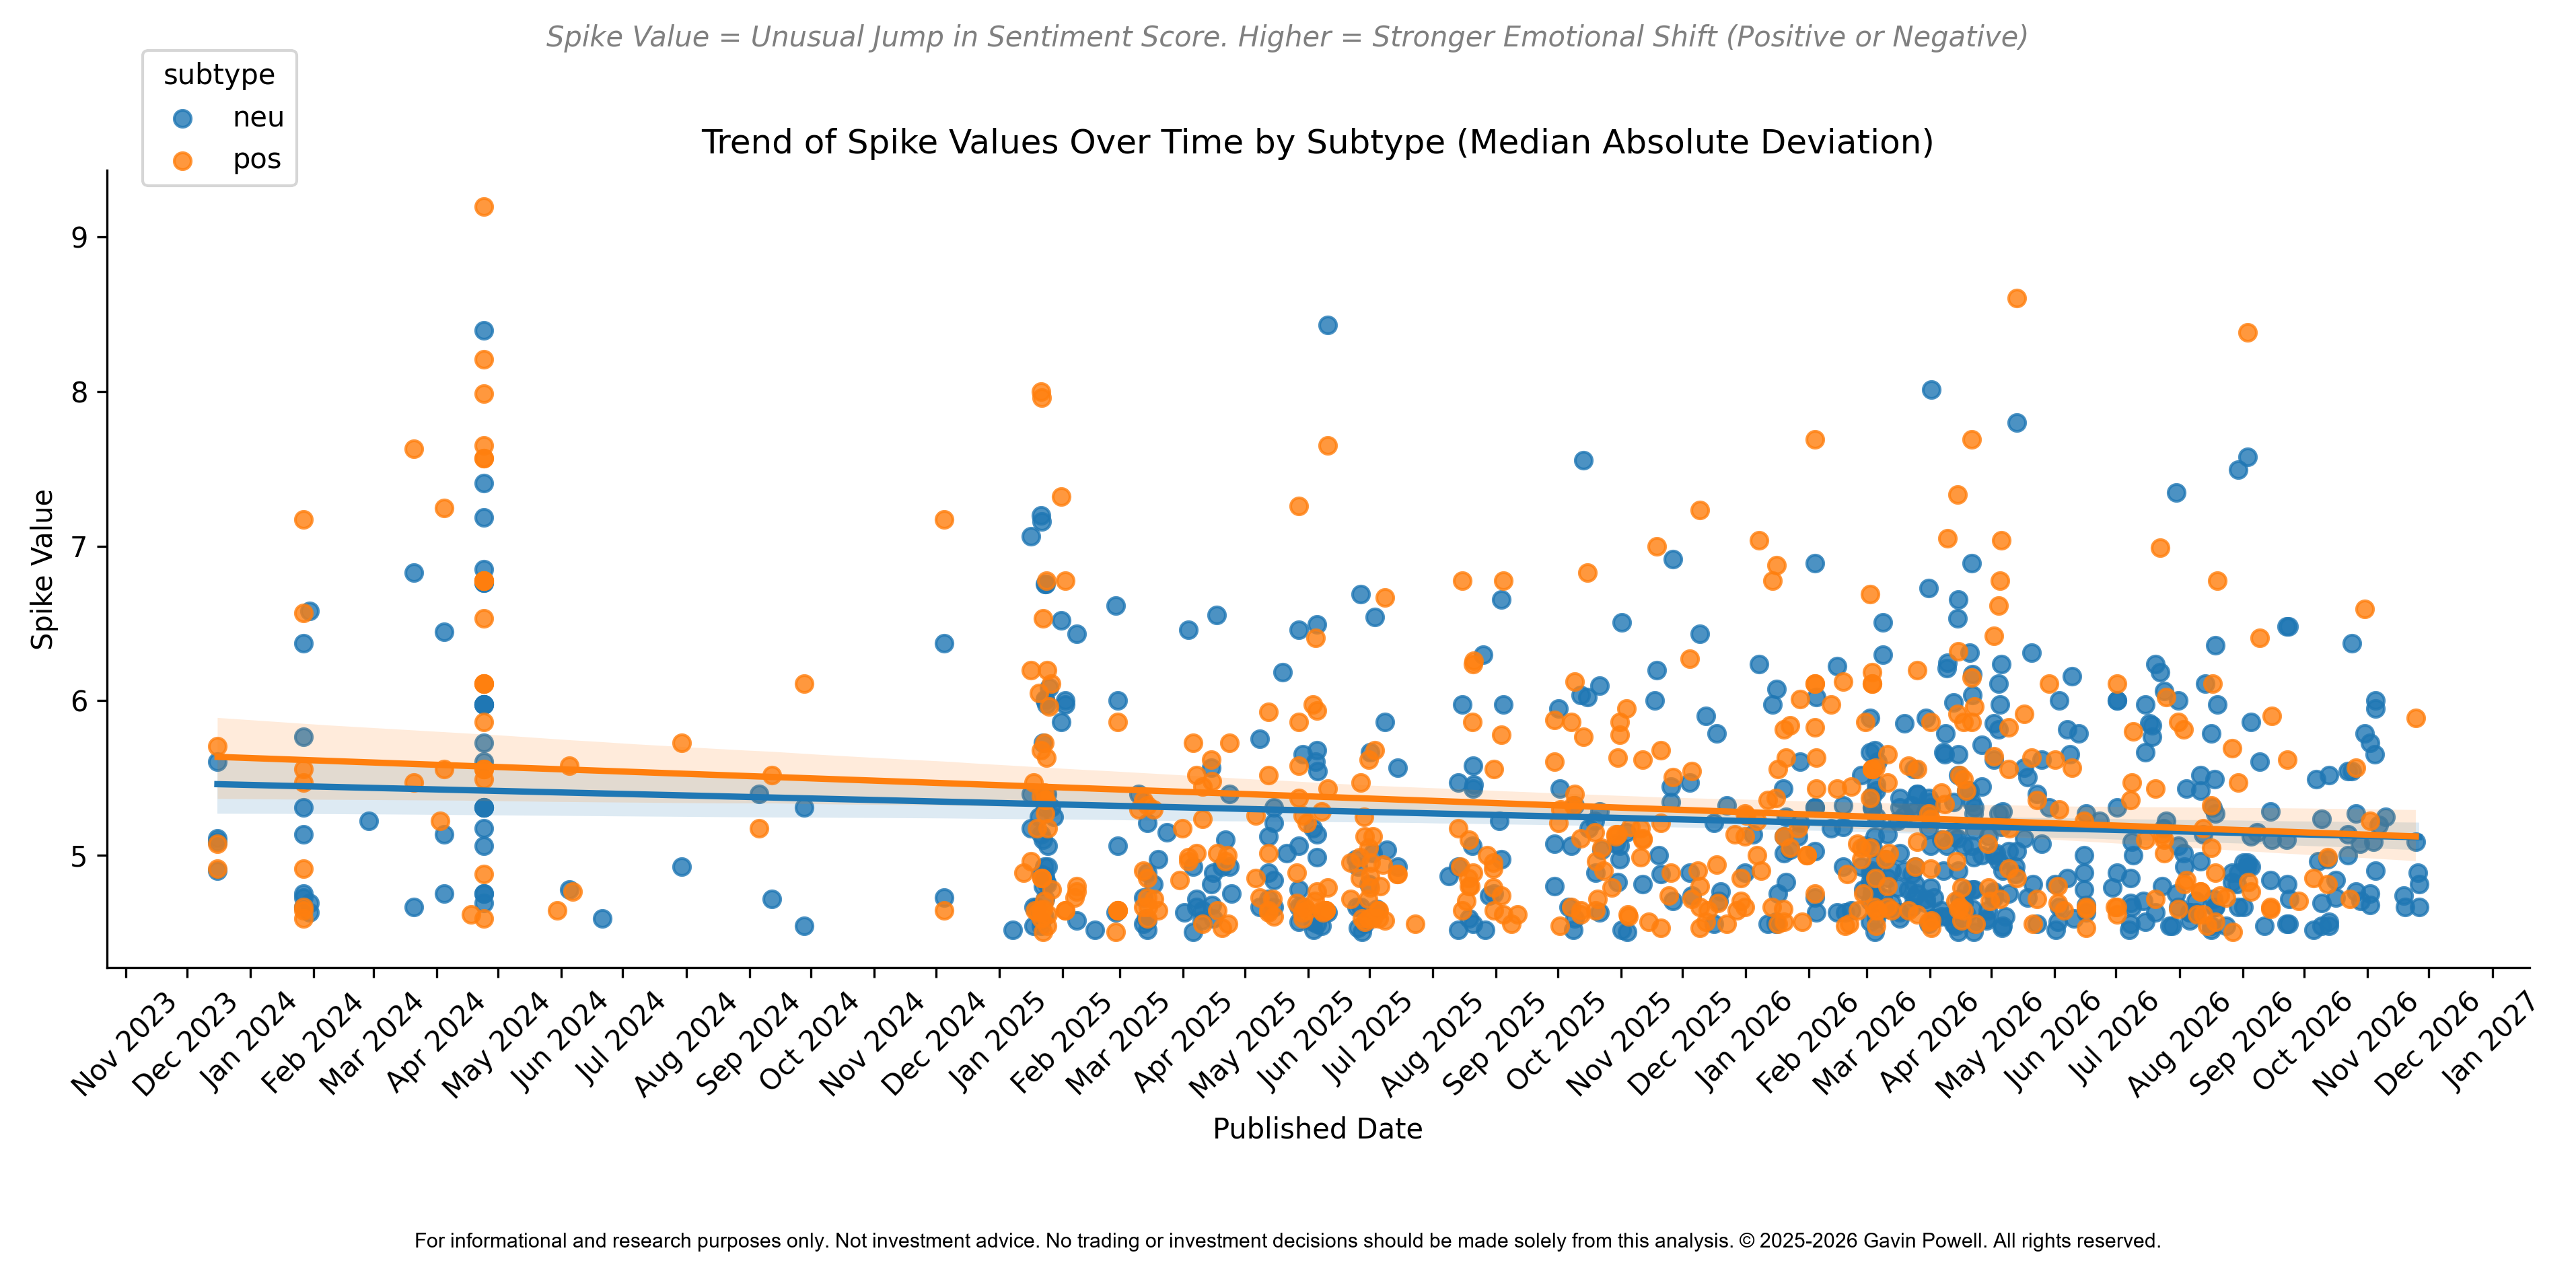 Spike Value = Unusual Jump in Sentiment Score. Higher = Stronger Emotional Shift (Positive or Negative)
subtype
neu
pos
Trend of Spike Values Over Time by Subtype (Median Absolute Deviation)
Spike Value
9
8
7
6
5
Nov 2023
Dec 2023
Jan 2024
Feb 2024
Mar 2024
Apr 2024
May 2024
Jun 2024
Jul 2024
Aug 2024
Sep 2024
Oct 2024
Nov 2024
Dec 2024
Jan 2025
Feb 2025
Mar 2025
Apr 2025
May 2025
Jun 2025
Jul 2025
Aug 2025
Sep 2025
Oct 2025
Nov 2025
Dec 2025
Jan 2026
Feb 2026
Mar 2026
Apr 2026
May 2026
Jun 2026
Jul 2026
Aug 2026
Sep 2026
Oct 2026
Nov 2026
Dec 2026
Jan 2027
Published Date
For informational and research purposes only. Not investment advice. No trading or investment decisions should be made solely from this analysis. © 2025-2026 Gavin Powell. All rights reserved.